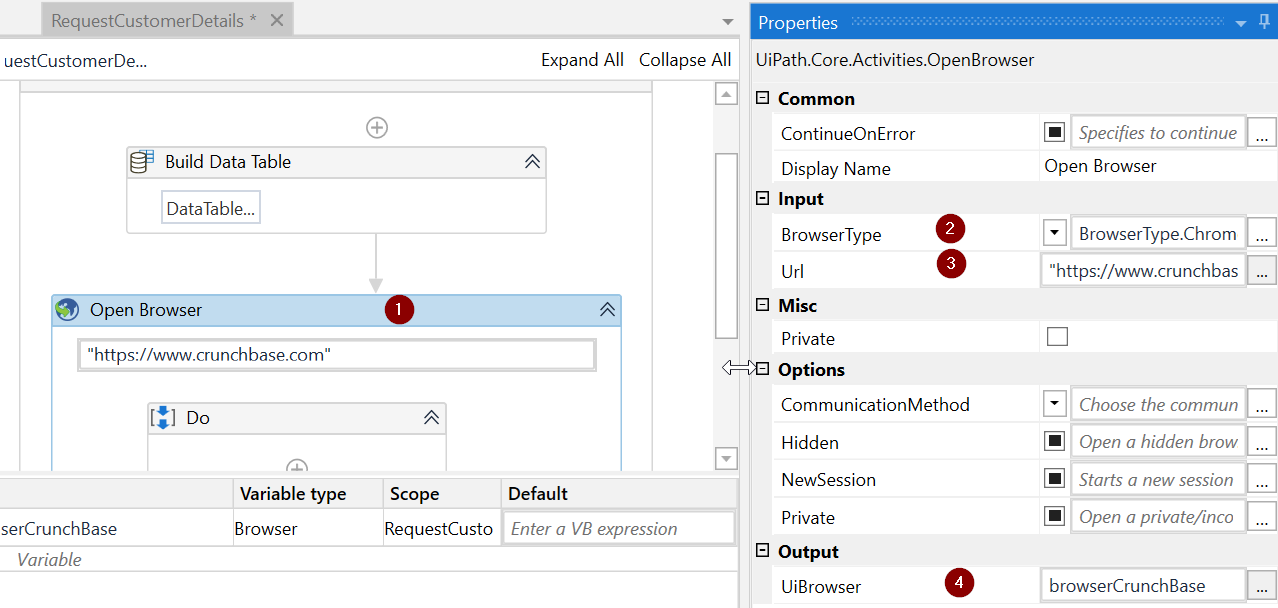 RequestCustomerDetails *
uestCustomerDe...
Expand All Collapse All
Build Data Table
DataTable...
Open Browser 1
"https://www.crunchbase.com"
Do
Variable type Scope Default
serCrunchBase Browser RequestCusto Enter a VB expression
Variable
Properties
UiPath.Core.Activities.OpenBrowser
Common
ContinueOnError Specifies to continue ...
Display Name Open Browser
Input
BrowserType 2 BrowserType.Chrom ...
Url 3 "https://www.crunchbas ...
Misc
Private
Options
CommunicationMethod Choose the commun ...
Hidden Open a hidden brow ...
NewSession Starts a new session ...
Private Open a private/inco ...
Output
UiBrowser 4 browserCrunchBase ...